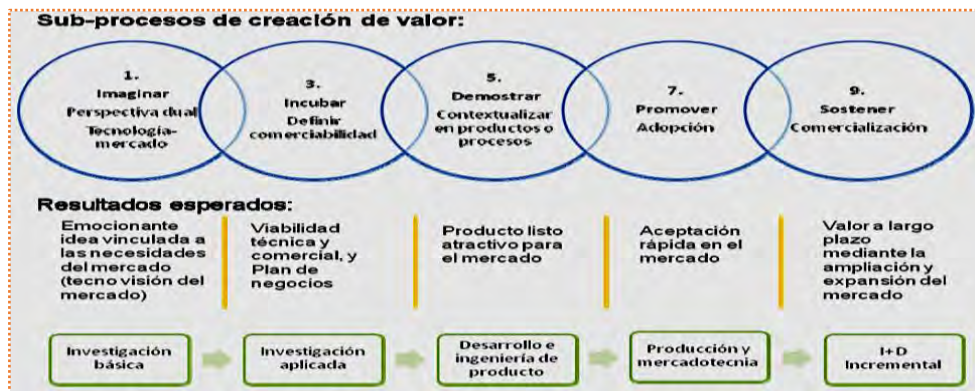 Sub-procesos de creación de valor:
1.
Imaginar
Perspectiva dual
Tecnología-
mercado
3.
Incubar
Definir
comerciabilidad
5.
Demostrar
Contextualizar
en productos o
procesos
7.
Promover
Adopción
9.
Sostener
Comercialización
Resultados esperados:
Emocionante
idea vinculada a
las necesidades
del mercado
(tecno visión del
mercado)
Viabilidad
técnica y
comercial, y
Plan de
negocios
Producto listo
atractivo para
el mercado
Aceptación
rápida en el
mercado
Valor a largo
plazo
mediante la
ampliación y
expansión del
mercado
Investigación
básica
Investigación
aplicada
Desarrollo e
ingeniería de
producto
Producción y
mercadotecnia
I+D
Incremental